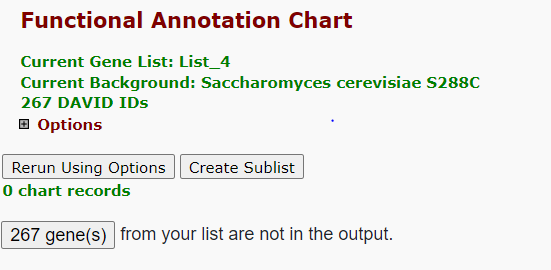 Functional Annotation Chart
Current Gene List: List_4
Current Background: Saccharomyces cerevisiae S288C
267 DAVID IDs
Options
Rerun Using Options Create Sublist
0 chart records
267 gene(s) from your list are not in the output.